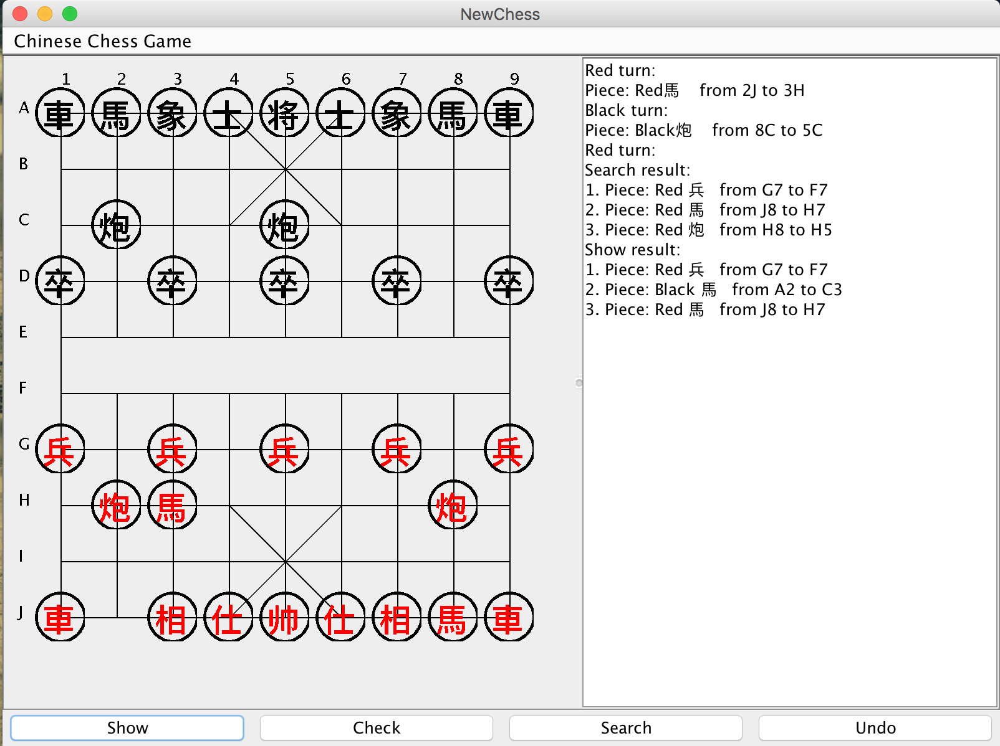 NewChess
Chinese Chess Game
1 2 3 4 5 6 7 8 9
A 車 馬 象 士 将 士 象 馬 車
B
C 炮 炮
D 卒 卒 卒 卒 卒
E
F
G 兵 兵 兵 兵 兵
H 炮 馬 炮
I
J 車 相 仕 帅 仕 相 馬 車
Red turn:
Piece: Red馬 from 2J to 3H
Black turn:
Piece: Black炮 from 8C to 5C
Red turn:
Search result:
1. Piece: Red 兵 from G7 to F7
2. Piece: Red 馬 from J8 to H7
3. Piece: Red 炮 from H8 to H5
Show result:
1. Piece: Red 兵 from G7 to F7
2. Piece: Black 馬 from A2 to C3
3. Piece: Red 馬 from J8 to H7
Show Check Search Undo